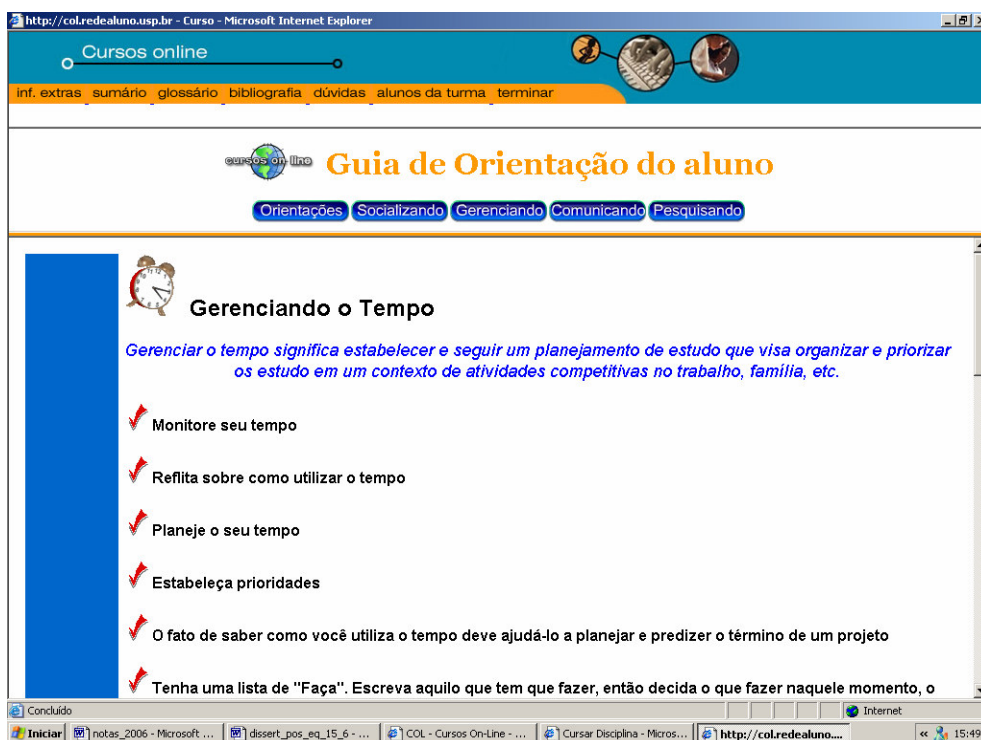 http://col.redealuno.usp.br - Curso - Microsoft Internet Explorer
Cursos online
inf. extras sumário glossário bibliografia dúvidas alunos da turma terminar
cursos on line Guia de Orientação do aluno
Orientações Socializando Gerenciando Comunicando Pesquisando
Gerenciando o Tempo
Gerenciar o tempo significa estabelecer e seguir um planejamento de estudo que visa organizar e priorizar
os estudo em um contexto de atividades competitivas no trabalho, família, etc.
Monitore seu tempo
Reflita sobre como utilizar o tempo
Planeje o seu tempo
Estabeleça prioridades
O fato de saber como você utiliza o tempo deve ajudá-lo a planejar e predizer o término de um projeto
Tenha uma lista de "Faça". Escreva aquilo que tem que fazer, então decida o que fazer naquele momento, o
Concluído Internet
Iniciar notas_2006 - Microsoft ... dissert_pos_eq_15_6 - ... COL - Cursos On-Line - ... Cursar Disciplina - Micros... http://col.redealuno.... « 15:49